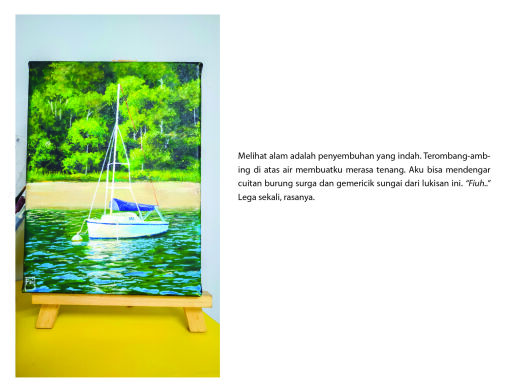 Melihat alam adalah penyembuhan yang indah. Terombang-amb-
ing di atas air membuatku merasa tenang. Aku bisa mendengar
cuitan burung surga dan gemericik sungai dari lukisan ini. “Fiuh..”
Lega sekali, rasanya.